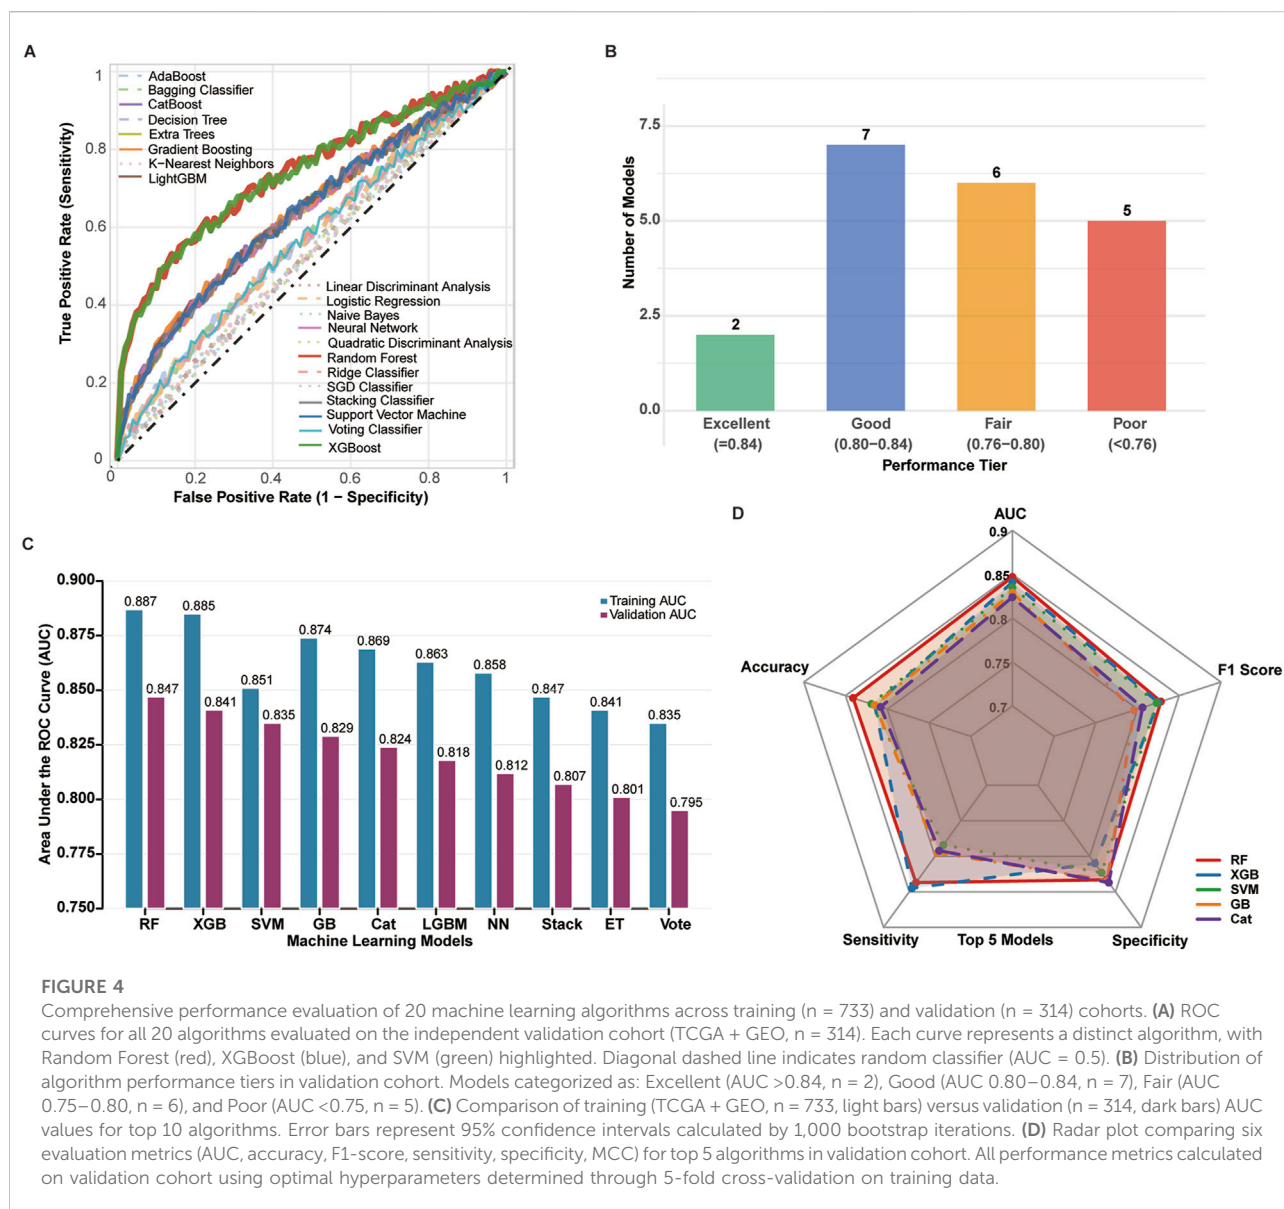 A
True Positive Rate (Sensitivity)
1
0.8
0.6
0.4
0.2
0
AdaBoost
Bagging Classifier
CatBoost
Decision Tree
Extra Trees
Gradient Boosting
K−Nearest Neighbors
LightGBM
Linear Discriminant Analysis
Logistic Regression
Naive Bayes
Neural Network
Quadratic Discriminant Analysis
Random Forest
Ridge Classifier
SGD Classifier
Stacking Classifier
Support Vector Machine
Voting Classifier
XGBoost
0 0.2 0.4 0.6 0.8 1
False Positive Rate (1 − Specificity)
B
Number of Models
7.5
5.0
2.5
0.0
2
7
6
5
Excellent Good Fair Poor
(=0.84) (0.80−0.84) (0.76−0.80) (<0.76)
Performance Tier
C
Area Under the ROC Curve (AUC)
0.900
0.875
0.850
0.825
0.800
0.775
0.750
Training AUC
Validation AUC
0.887
0.847
0.885
0.841
0.851
0.835
0.874
0.829
0.869
0.824
0.863
0.818
0.858
0.812
0.847
0.807
0.841
0.801
0.835
0.795
RF XGB SVM GB Cat LGBM NN Stack ET Vote
Machine Learning Models
D
AUC
0.9
0.85
0.8
0.75
0.7
Accuracy
F1 Score
Sensitivity
Top 5 Models
Specificity
RF
XGB
SVM
GB
Cat
FIGURE 4
Comprehensive performance evaluation of 20 machine learning algorithms across training (n = 733) and validation (n = 314) cohorts. (A) ROC
curves for all 20 algorithms evaluated on the independent validation cohort (TCGA + GEO, n = 314). Each curve represents a distinct algorithm, with
Random Forest (red), XGBoost (blue), and SVM (green) highlighted. Diagonal dashed line indicates random classifier (AUC = 0.5). (B) Distribution of
algorithm performance tiers in validation cohort. Models categorized as: Excellent (AUC >0.84, n = 2), Good (AUC 0.80–0.84, n = 7), Fair (AUC
0.75–0.80, n = 6), and Poor (AUC <0.75, n = 5). (C) Comparison of training (TCGA + GEO, n = 733, light bars) versus validation (n = 314, dark bars) AUC
values for top 10 algorithms. Error bars represent 95% confidence intervals calculated by 1,000 bootstrap iterations. (D) Radar plot comparing six
evaluation metrics (AUC, accuracy, F1-score, sensitivity, specificity, MCC) for top 5 algorithms in validation cohort. All performance metrics calculated
on validation cohort using optimal hyperparameters determined through 5-fold cross-validation on training data.